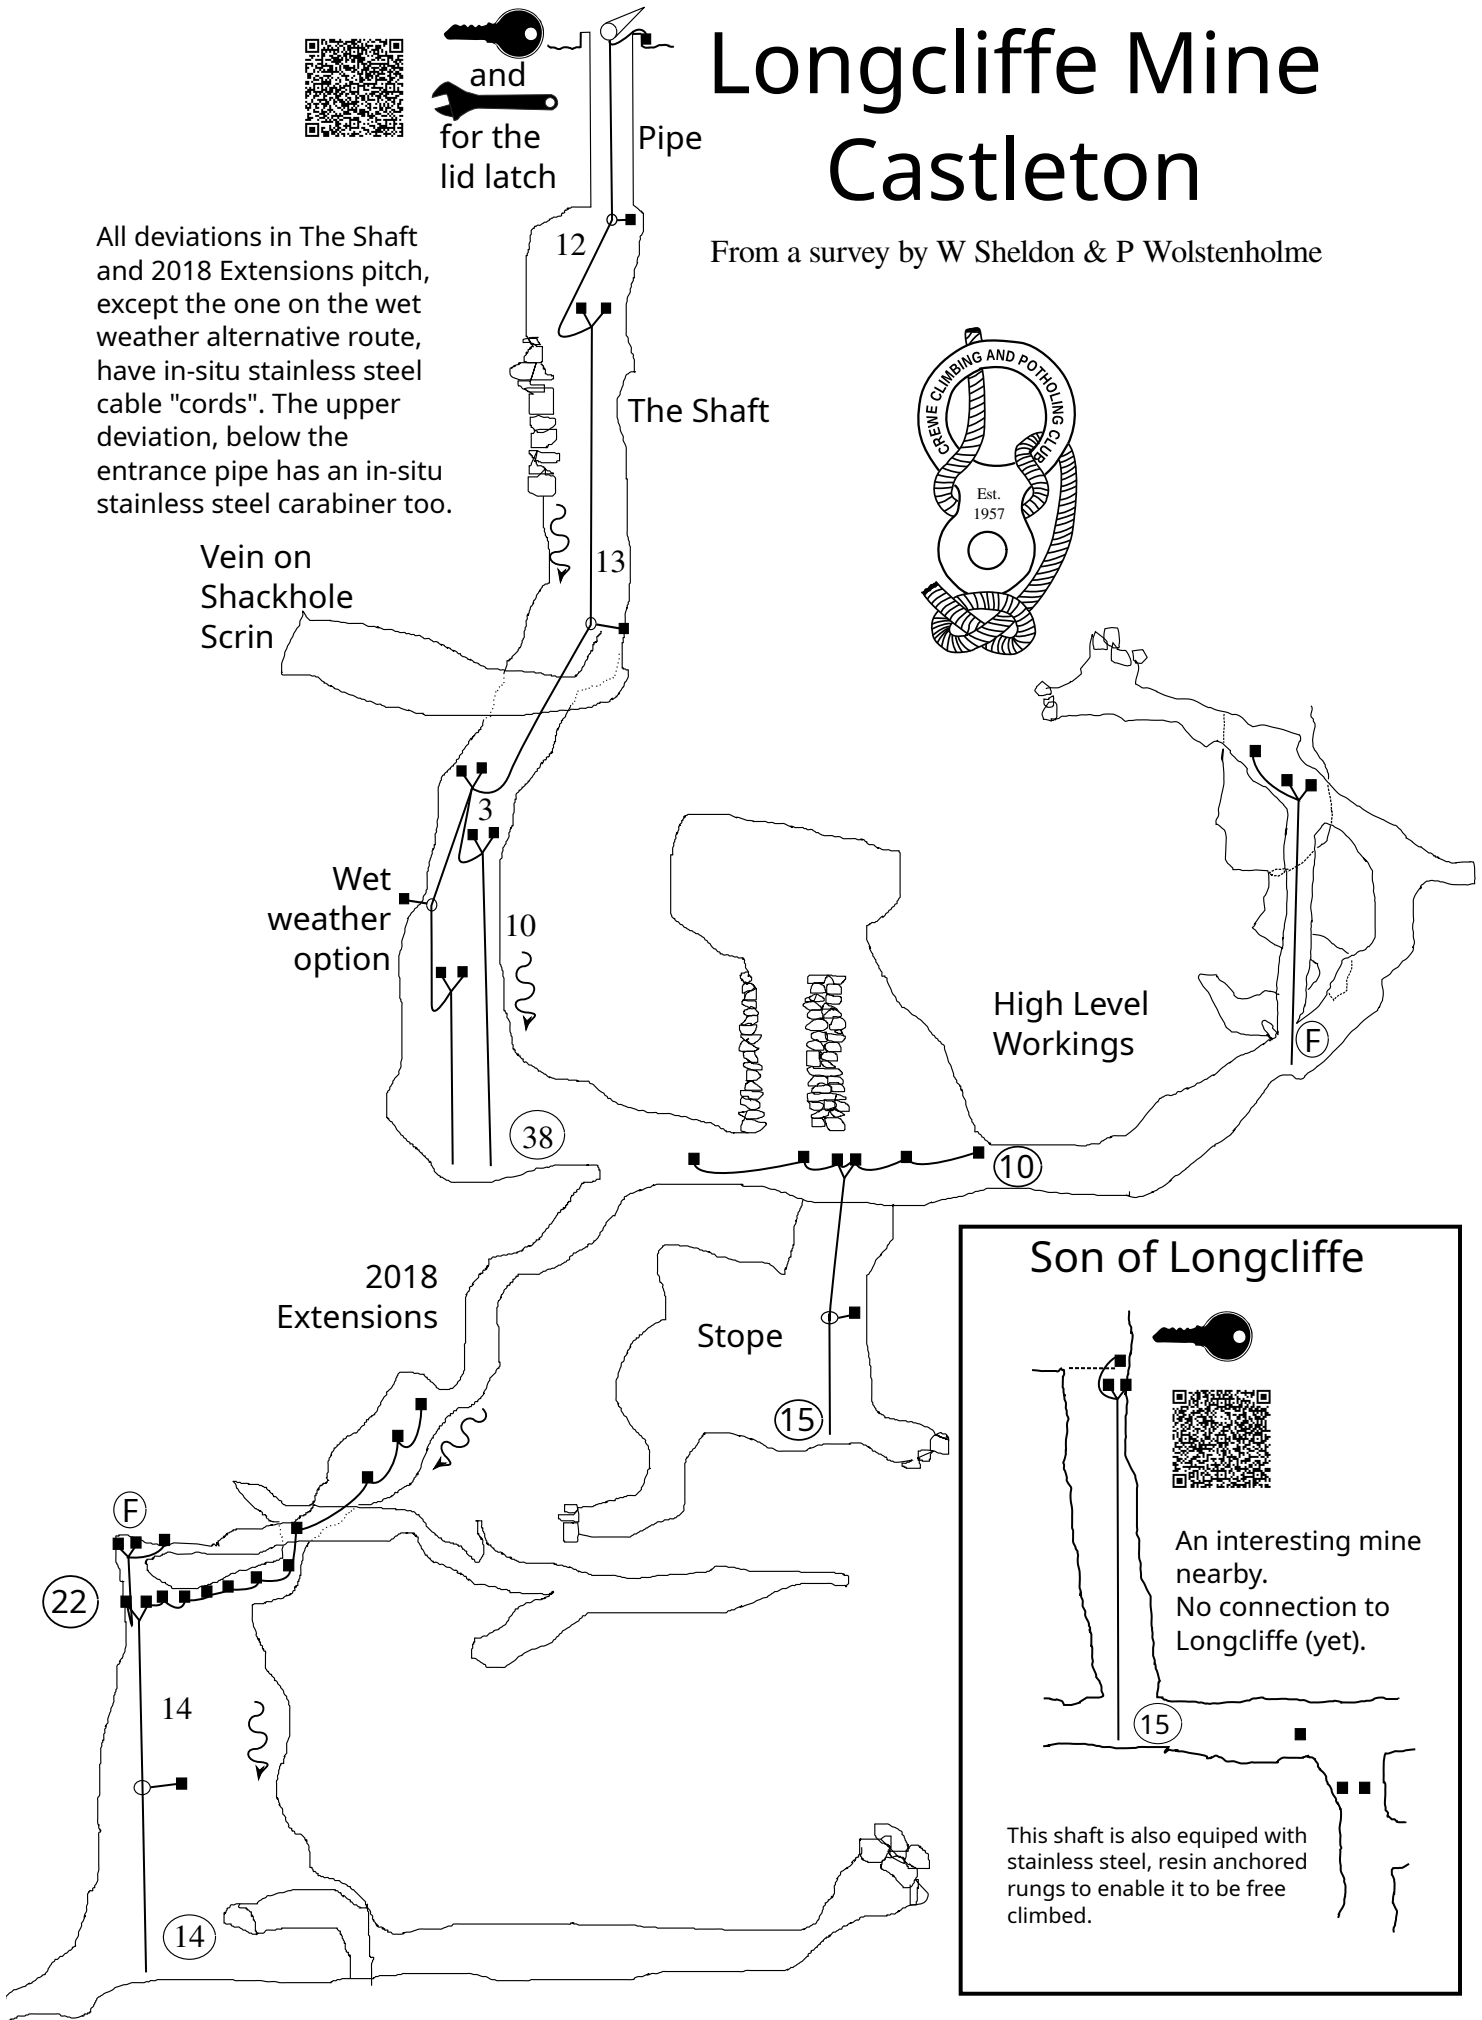 Longcliffe Mine
Castleton
From a survey by W Sheldon & P Wolstenholme
and
for the
lid latch
Pipe
All deviations in The Shaft
and 2018 Extensions pitch,
except the one on the wet
weather alternative route,
have in-situ stainless steel
cable "cords". The upper
deviation, below the
entrance pipe has an in-situ
stainless steel carabiner too.
12
The Shaft
CREWE CLIMBING AND POTHOLING CLUB
Est.
1957
13
Vein on
Shackhole
Scrin
3
Wet
weather
option
10
High Level
Workings
F
38
10
2018
Extensions
Stope
15
F
22
14
14
Son of Longcliffe
An interesting mine
nearby.
No connection to
Longcliffe (yet).
15
This shaft is also equiped with
stainless steel, resin anchored
rungs to enable it to be free
climbed.